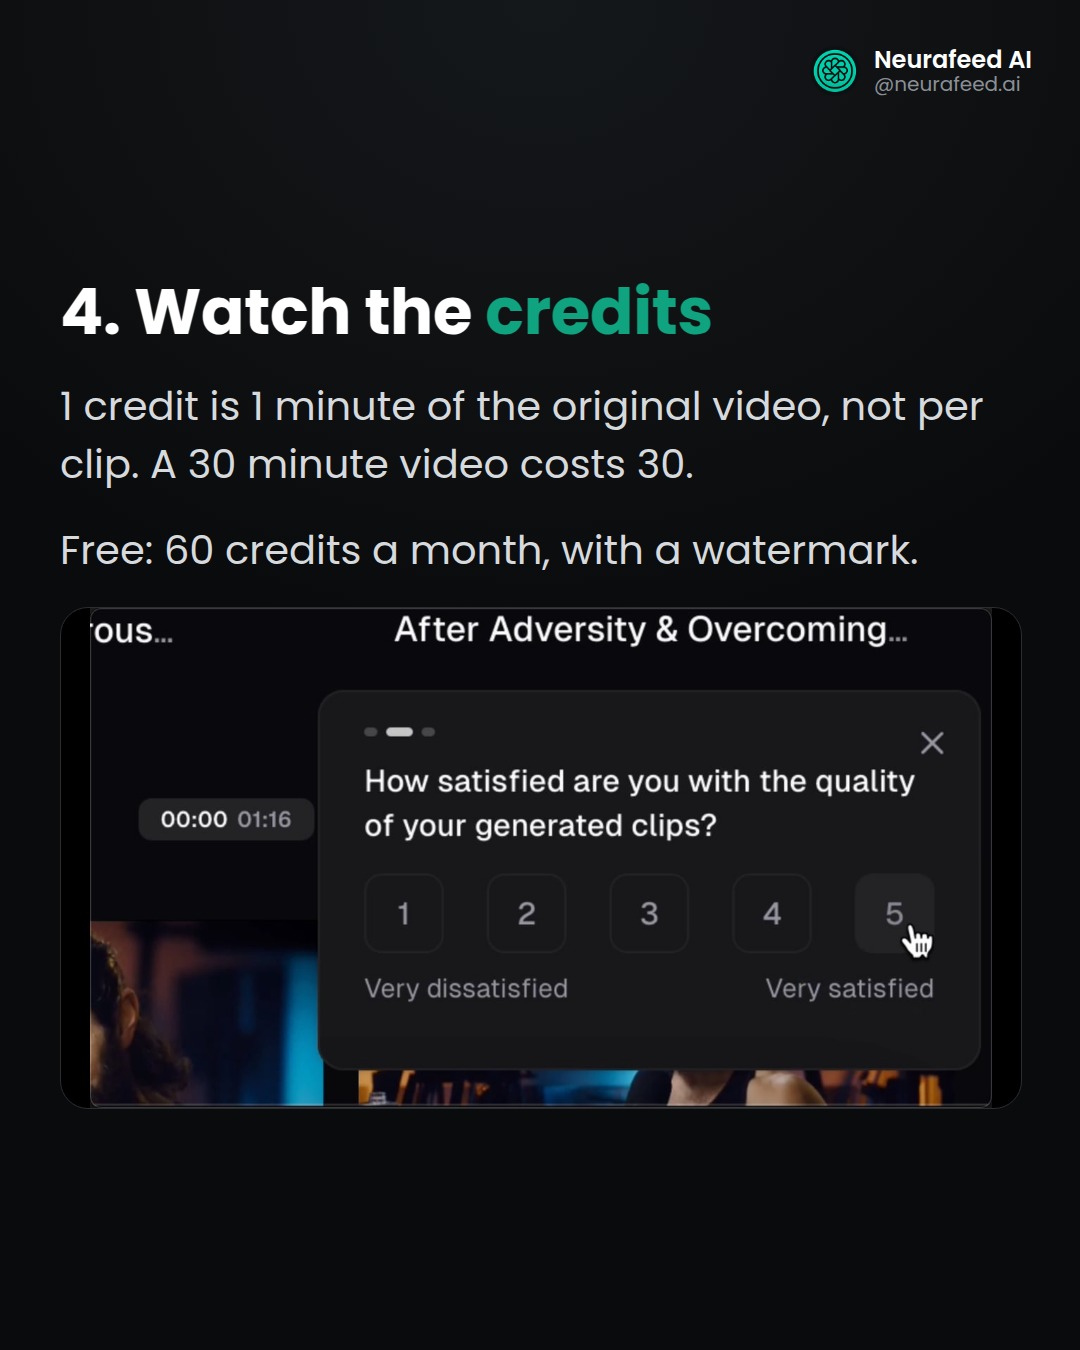 Neurafeed AI
@neurafeed.ai
4. Watch the credits
1 credit is 1 minute of the original video, not per
clip. A 30 minute video costs 30.
Free: 60 credits a month, with a watermark.
rous...
After Adversity & Overcoming...
How satisfied are you with the quality
of your generated clips?
00:00 01:16
1 2 3 4 5
Very dissatisfied
Very satisfied